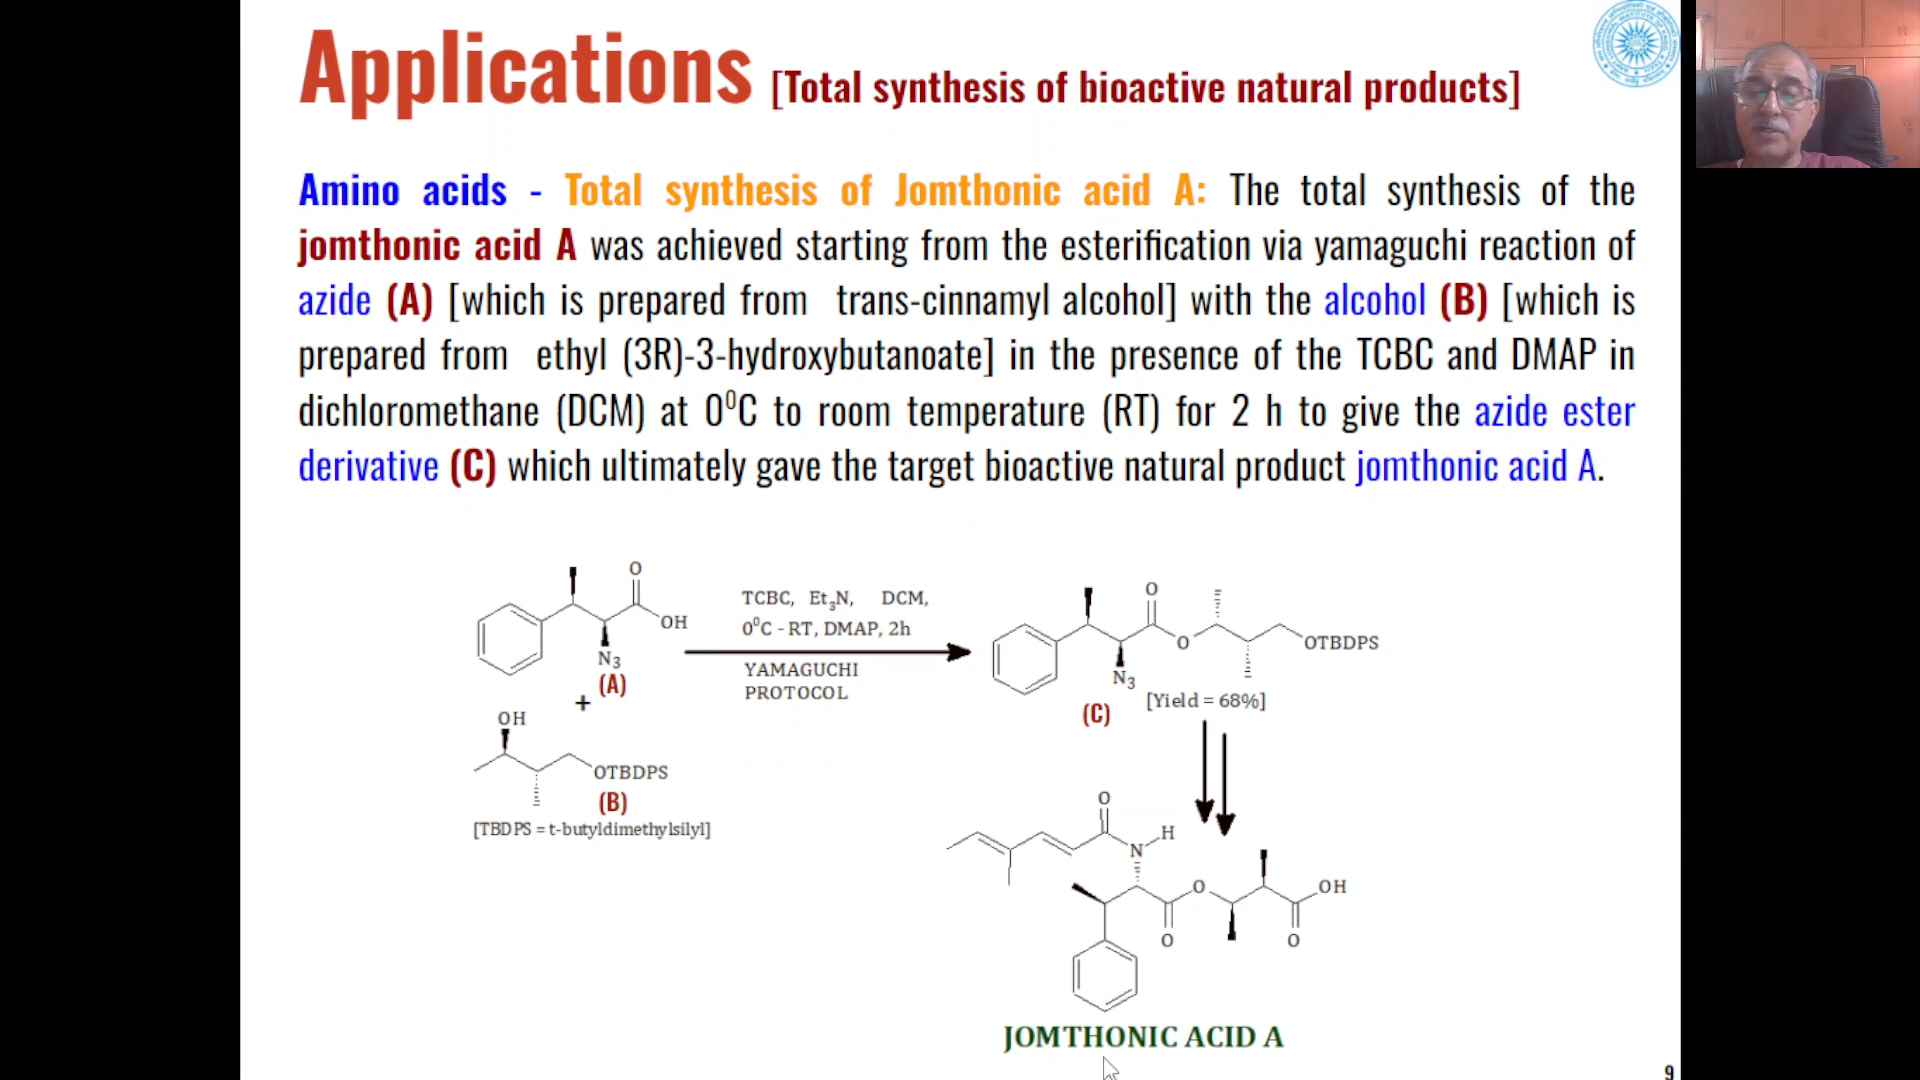 Applications [Total synthesis of bioactive natural products]
Amino acids - Total synthesis of Jomthonic acid A: The total synthesis of the
jomthonic acid A was achieved starting from the esterification via yamaguchi reaction of
azide (A) [which is prepared from trans-cinnamyl alcohol] with the alcohol (B) [which is
prepared from ethyl (3R)-3-hydroxybutanoate] in the presence of the TCBC and DMAP in
dichloromethane (DCM) at 0⁰C to room temperature (RT) for 2 h to give the azide ester
derivative (C) which ultimately gave the target bioactive natural product jomthonic acid A.
O
OH
N₃
(A)
+
OH
OTBDPS
(B)
[TBDPS = t-butyldimethylsilyl]
TCBC, Et₃N, DCM,
0⁰C - RT, DMAP, 2h
YAMAGUCHI
PROTOCOL
O
O
OTBDPS
N₃
[Yield = 68%]
(C)
O
H
N
O
OH
O
O
JOMTHONIC ACID A
9